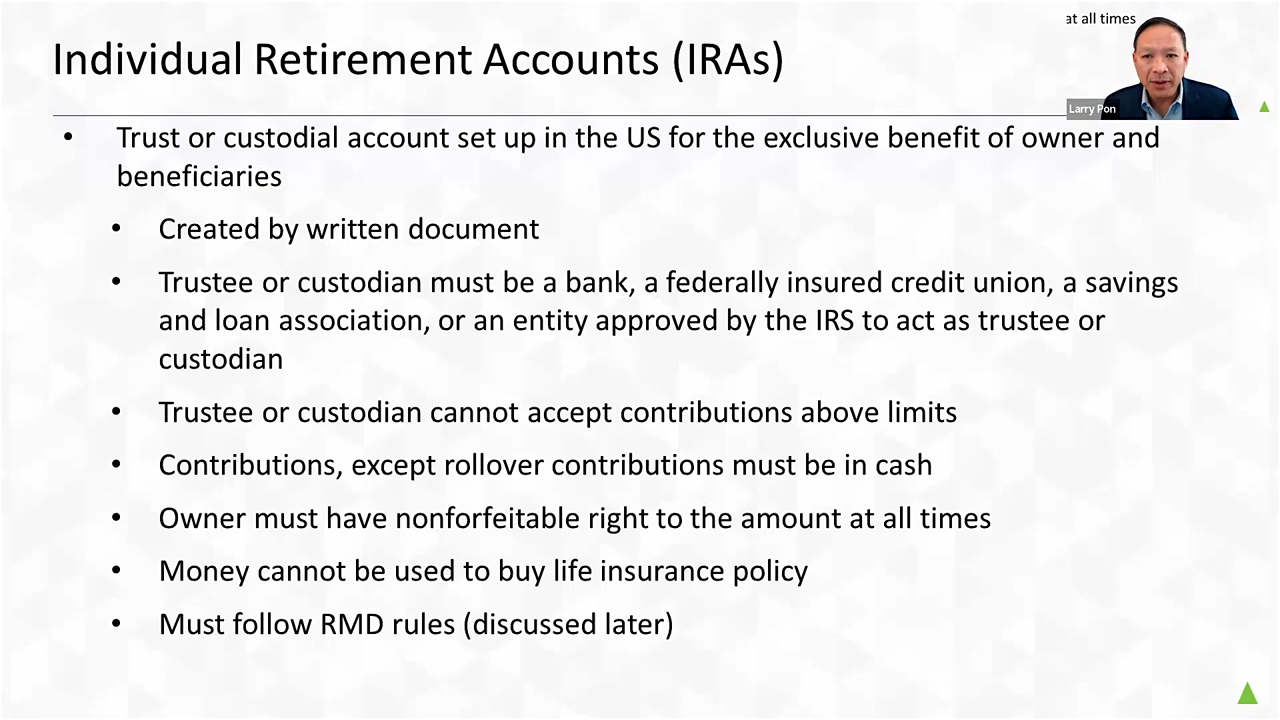 at all times
Individual Retirement Accounts (IRAs)
Larry Pon
• Trust or custodial account set up in the US for the exclusive benefit of owner and
beneficiaries
• Created by written document
• Trustee or custodian must be a bank, a federally insured credit union, a savings
and loan association, or an entity approved by the IRS to act as trustee or
custodian
• Trustee or custodian cannot accept contributions above limits
• Contributions, except rollover contributions must be in cash
• Owner must have nonforfeitable right to the amount at all times
• Money cannot be used to buy life insurance policy
• Must follow RMD rules (discussed later)